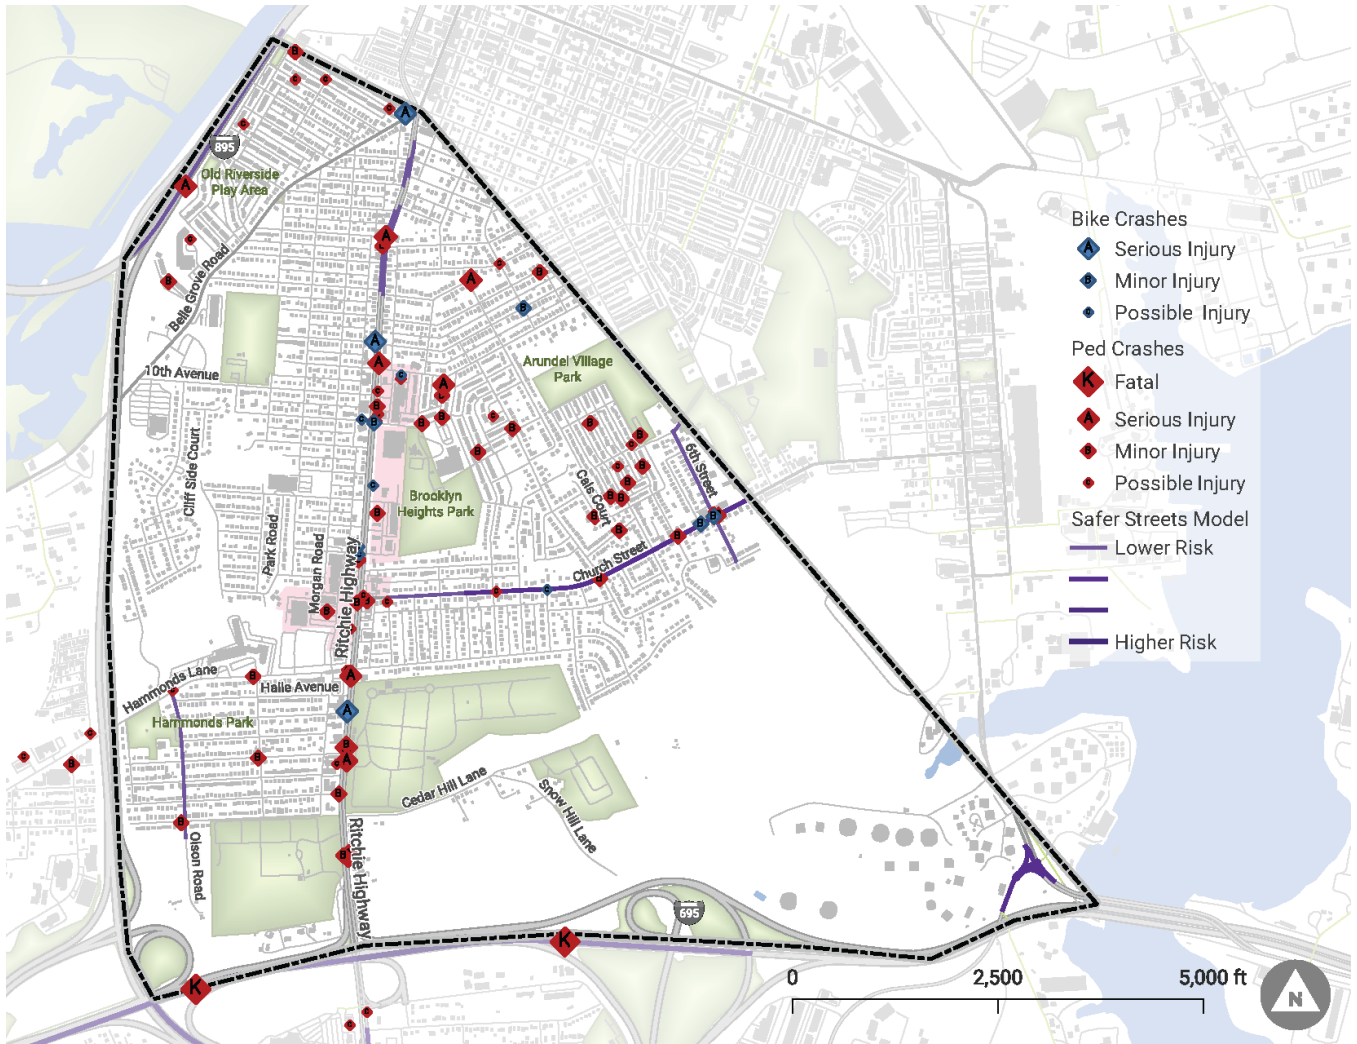 895
Old Riverside
Play Area
Belle Grove Road
10th Avenue
Arundel Village
Park
Cliff Side Court
6th Street
Cals Court
Brooklyn
Heights Park
Park Road
Morgan Road
Ritchie Highway
Church Street
Hammonds Lane
Halle Avenue
Hammonds Park
Cedar Hill Lane
Snow Hill Lane
Olson Road
Ritchie Highway
695
Bike Crashes
A Serious Injury
B Minor Injury
C Possible Injury
Ped Crashes
K Fatal
A Serious Injury
B Minor Injury
C Possible Injury
Safer Streets Model
Lower Risk
Higher Risk
0 2,500 5,000 ft
N